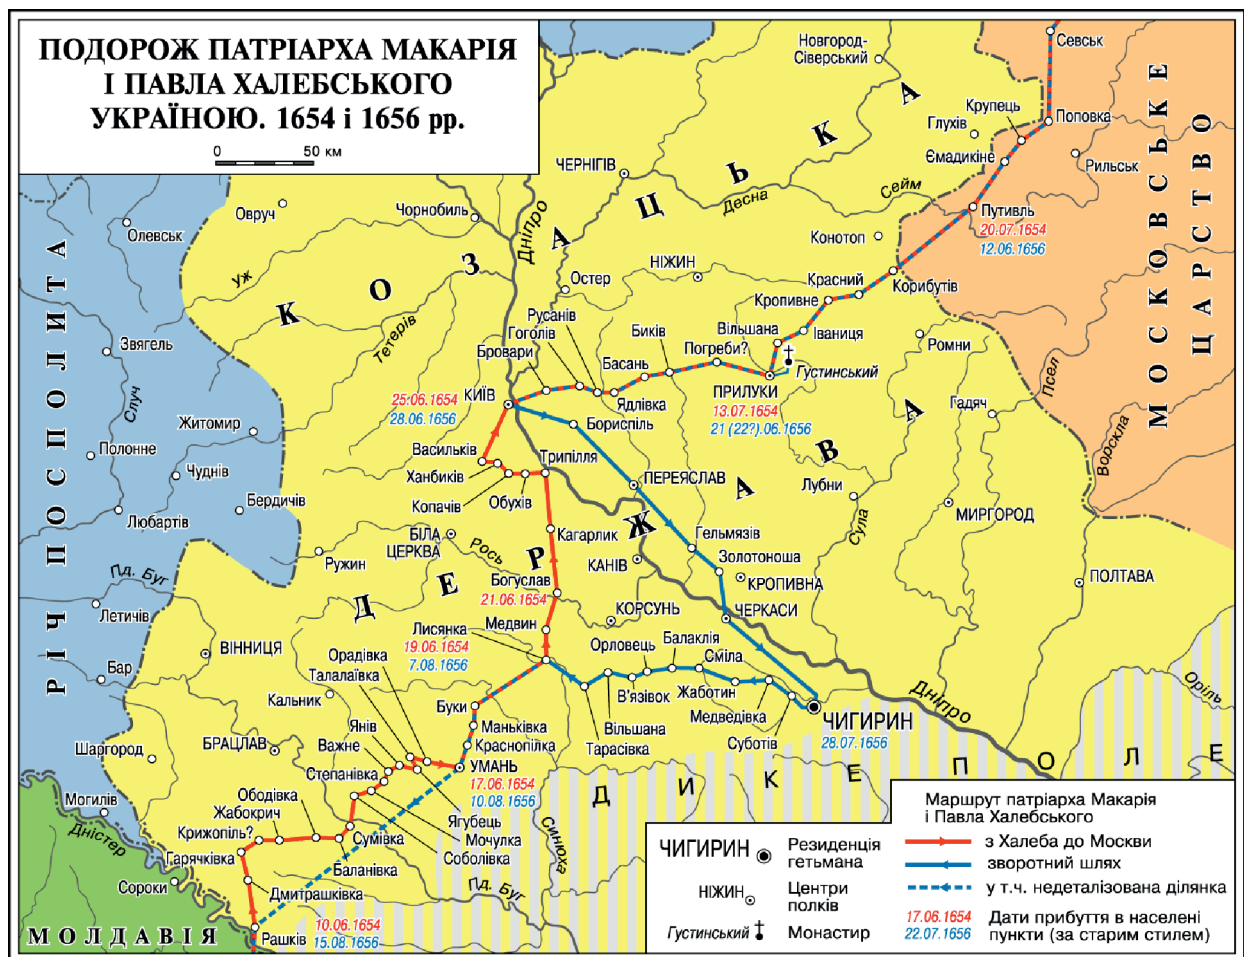 ПОДОРОЖ ПАТРІАРХА МАКАРІЯ
І ПАВЛА ХАЛЕБСЬКОГО
УКРАЇНОЮ. 1654 і 1656 рр.
0 50 км
Новгород-
Сіверський
Севськ
Крупець
Глухів
Поповка
Ємадикіне
Рильськ
ЧЕРНІГІВ
Десна
Сейм
Путивль
20.07.1654
12.06.1656
МОСКОВСЬКЕ
ЦАРСТВО
Овруч
Чорнобиль
Дніпро
Олевськ
Уж
Конотоп
КОЗАЦЬКА
ДЕРЖАВА
РІЧ ПОСПОЛИТА
НІЖИН
Остер
Красний
Корибутів
Кропивне
Тетерів
Русанів
Гоголів
Бровари
Биків
Басань
Вільшана
Іваниця
Погреби?
Ромни
Псел
Звягель
Случ
Густинський
ПРИЛУКИ
13.07.1654
21 (22?).06.1656
25.06.1654
28.06.1656
КИЇВ
Ядлівка
Бориспіль
Гадяч
Ворскла
Житомир
Полонне
Чуднів
Васильків
Ханбиків
Трипілля
Копачів
Обухів
ПЕРЕЯСЛАВ
Лубни
Сула
МИРГОРОД
Бердичів
Любартів
БІЛА
ЦЕРКВА
Рось
Кагарлик
Гельмязів
Золотоноша
Ружин
КАНІВ
КРОПИВНА
ПОЛТАВА
Пд. Буг
Богуслав
21.06.1654
Летичів
Медвин
КОРСУНЬ
ЧЕРКАСИ
Лисянка
19.06.1654
7.08.1656
ВІННИЦЯ
Орловець
Балаклія
Сміла
Бар
Орадівка
Талалаївка
Кальник
В'язівок
Жаботин
Медведівка
Буки
Вільшана
Тарасівка
Суботів
ЧИГИРИН
28.07.1656
Дніпро
Оріль
Янів
Важне
Маньківка
Краснопілка
БРАЦЛАВ
Шаргород
Степанівка
УМАНЬ
17.06.1654
10.08.1656
ДИКЕ ПОЛЕ
Могилів
Ободівка
Жабокрич
Крижопіль?
Гарячківка
Ягубець
Мочулка
Соболівка
Сумівка
Баланівка
Синюха
Дністер
Сороки
Дмитрашківка
Пд. Буг
МОЛДАВІЯ
Рашків
10.06.1654
15.08.1656
ЧИГИРИН
Резиденція
гетьмана
НІЖИН
Центри
полків
Густинський
Монастир
Маршрут патріарха Макарія
і Павла Халебського
з Халеба до Москви
зворотний шлях
у т.ч. недеталізована ділянка
17.06.1654
22.07.1656
Дати прибуття в населені
пункти (за старим стилем)